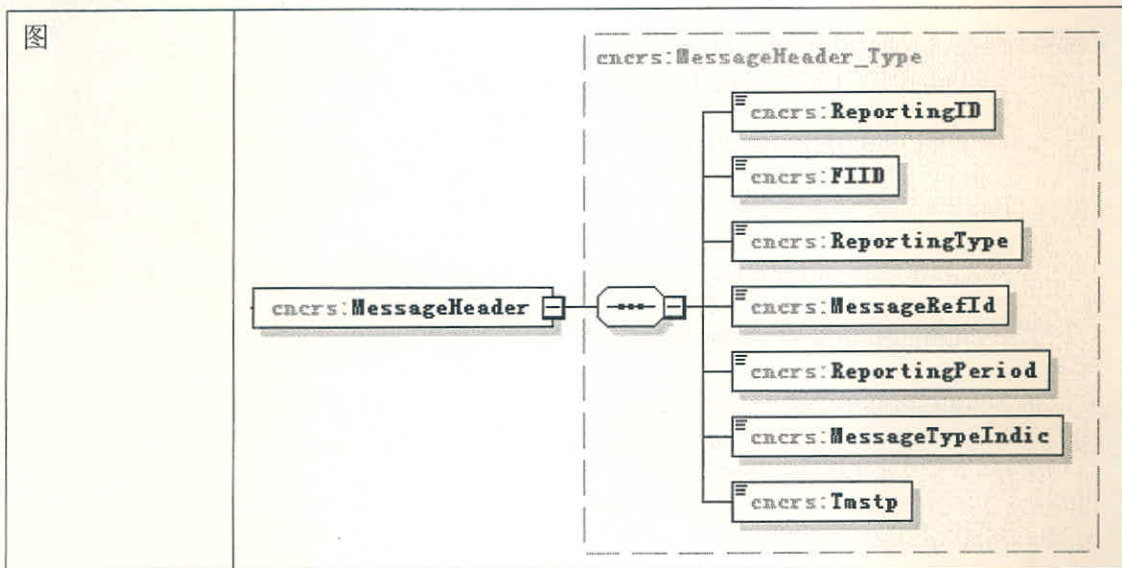 图
cncrs:MessageHeader_Type
cncrs:ReportingID
cncrs:FIID
cncrs:ReportingType
cncrs:MessageHeader
cncrs:MessageRefId
cncrs:ReportingPeriod
cncrs:MessageTypeIndic
cncrs:Tmstp